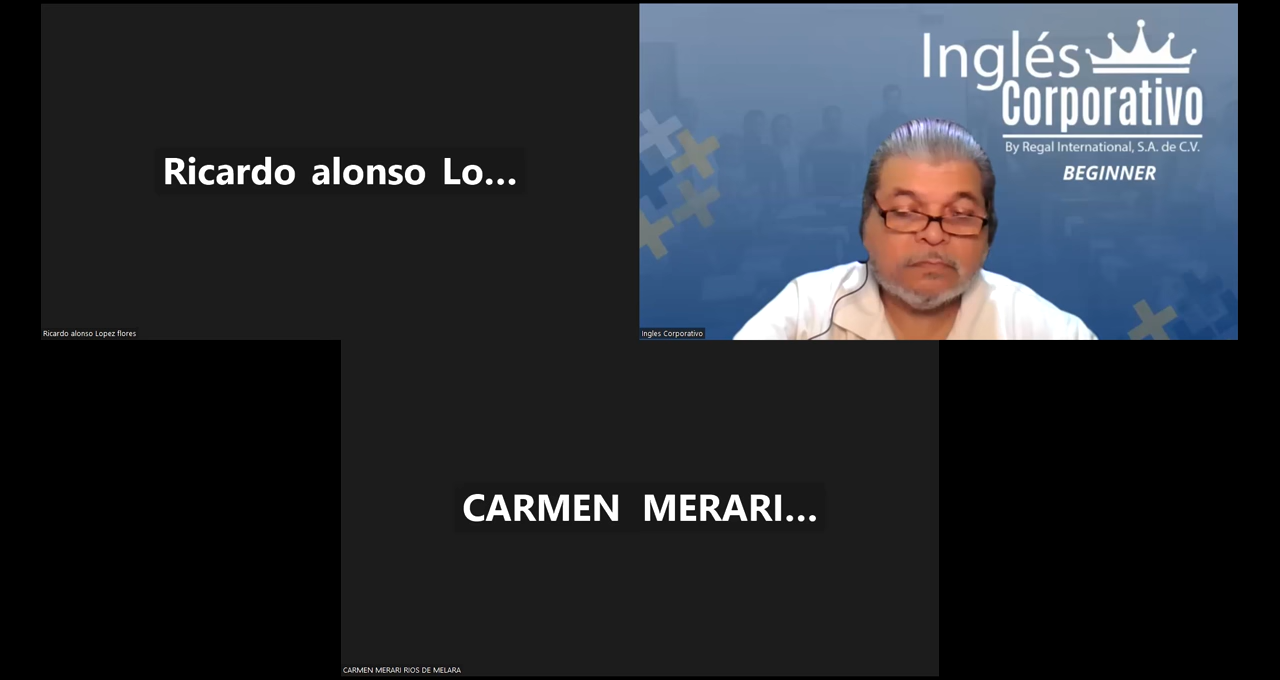 Ricardo alonso Lo...
Ricardo alonso Lopez flores
Inglés
Corporativo
By Regal International, S.A. de C.V.
BEGINNER
Ingles Corporativo
CARMEN MERARI...
CARMEN MERARI RIOS DE MELARA